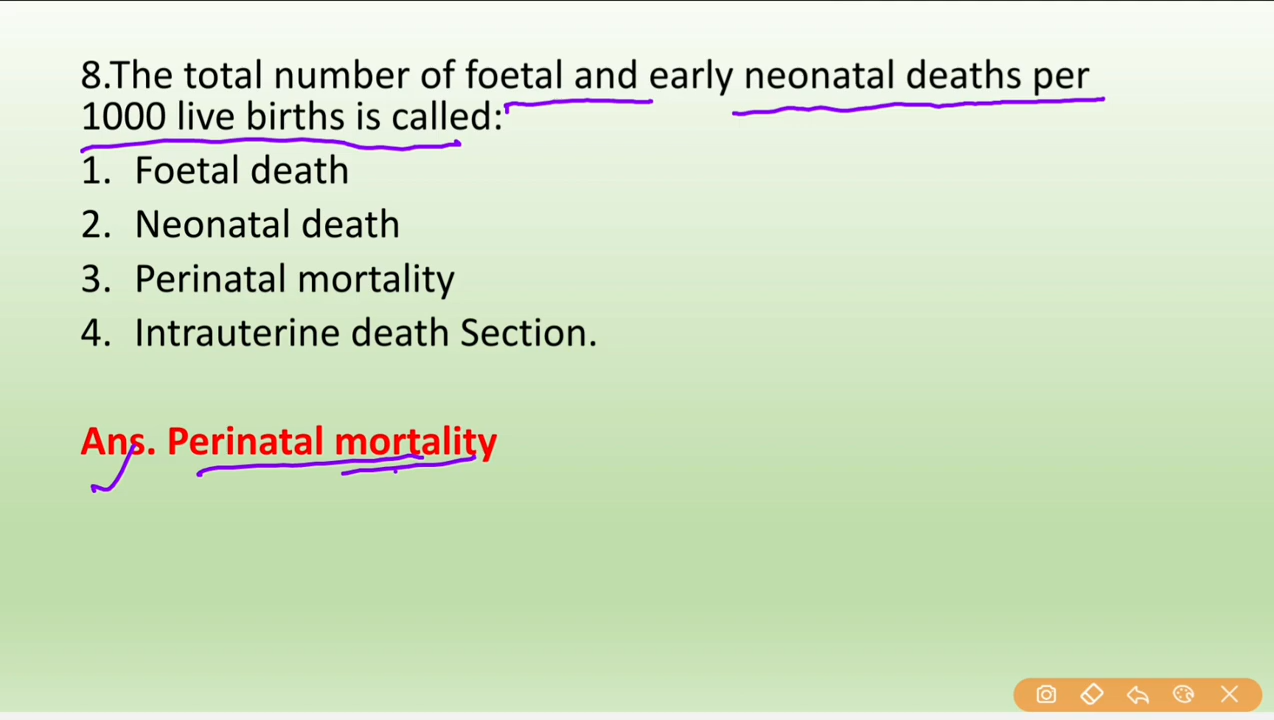 8.The total number of foetal and early neonatal deaths per
1000 live births is called:
1. Foetal death
2. Neonatal death
3. Perinatal mortality
4. Intrauterine death Section.
Ans. Perinatal mortality